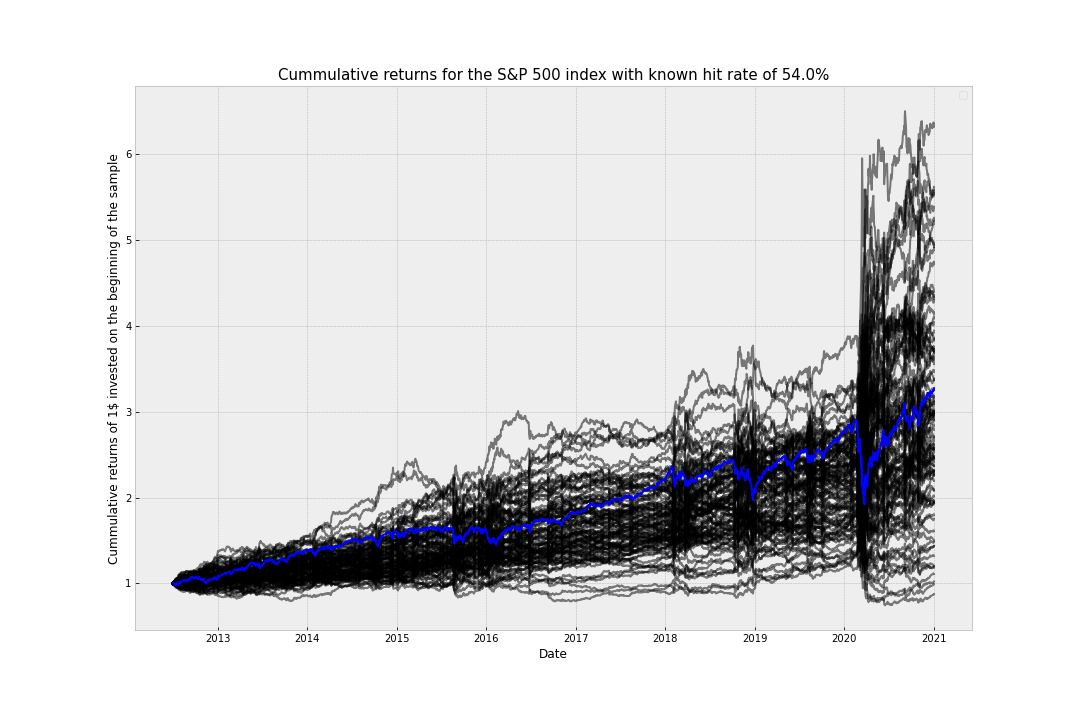 Cummulative returns for the S&P 500 index with known hit rate of 54.0%
Cummulative returns of 1$ invested on the beginning of the sample
6
5
4
3
2
1
2013 2014 2015 2016 2017 2018 2019 2020 2021
Date